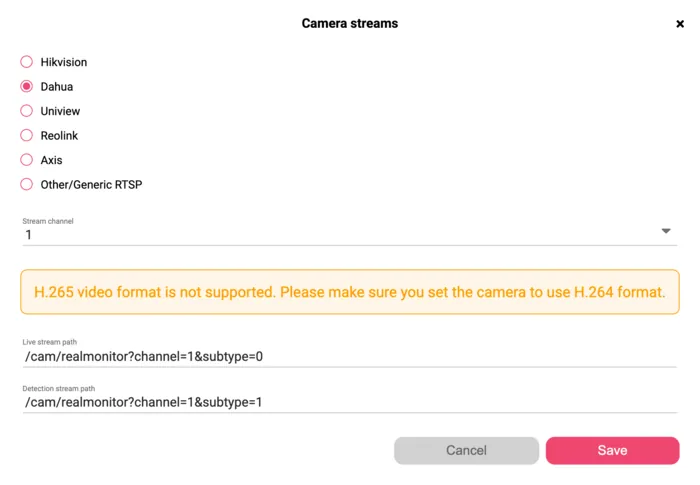 Camera streams
Hikvision
Dahua
Uniview
Reolink
Axis
Other/Generic RTSP
Stream channel
1
H.265 video format is not supported. Please make sure you set the camera to use H.264 format.
Live stream path
/cam/realmonitor?channel=1&subtype=0
Detection stream path
/cam/realmonitor?channel=1&subtype=1
Cancel Save